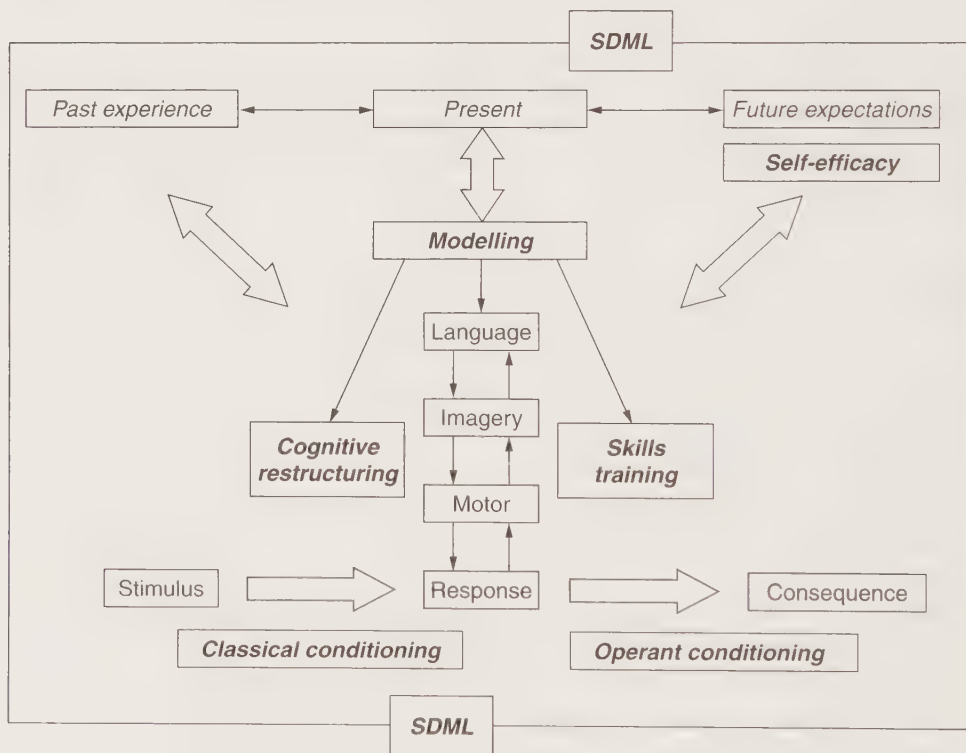 SDML
Past experience
Present
Future expectations
Self-efficacy
Modelling
Language
Imagery
Cognitive
restructuring
Skills
training
Motor
Stimulus
Response
Consequence
Classical conditioning
Operant conditioning
SDML